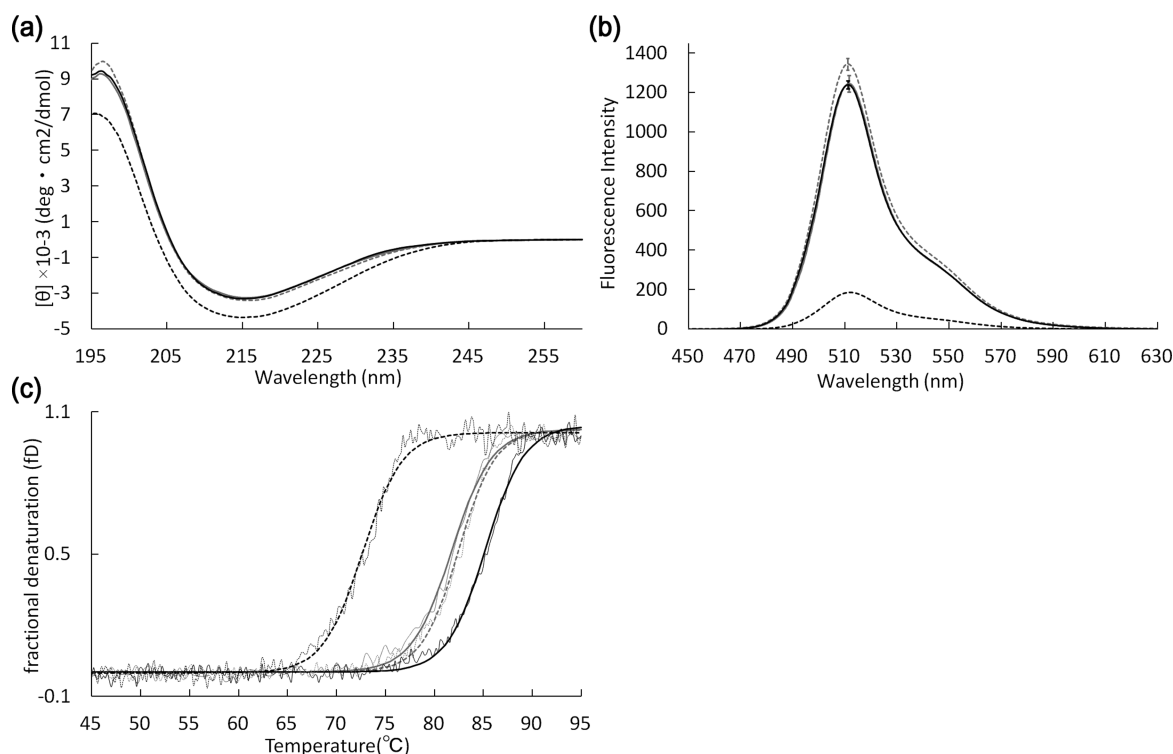 (a)
11
9
7
5
3
1
-1
-3
-5
[θ] ×10-3 (deg・cm2/dmol)
195 205 215 225 235 245 255
Wavelength (nm)
(b)
1400
1200
1000
800
600
400
200
0
Fluorescence Intensity
450 470 490 510 530 550 570 590 610 630
Wavelength (nm)
(c)
1.1
0.5
-0.1
fractional denaturation (fD)
45 50 55 60 65 70 75 80 85 90 95
Temperature(℃)